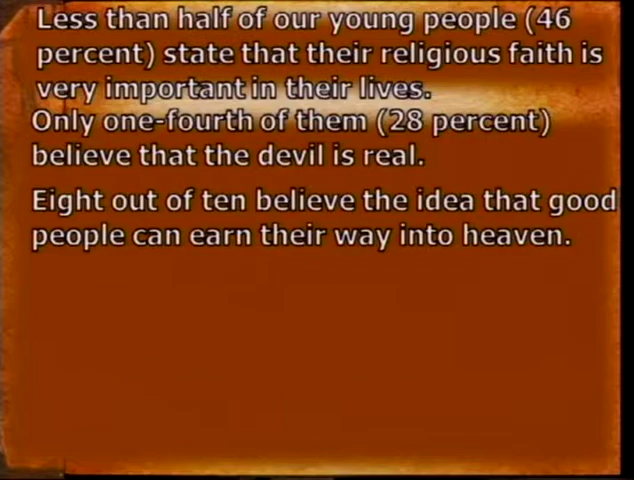 Less than half of our young people (46
percent) state that their religious faith is
very important in their lives.
Only one-fourth of them (28 percent)
believe that the devil is real.
Eight out of ten believe the idea that good
people can earn their way into heaven.